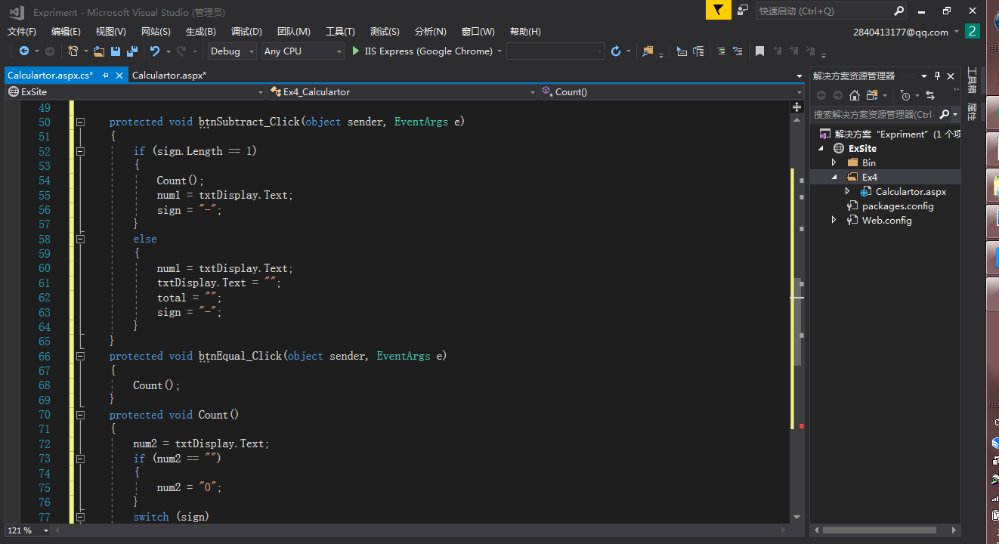 Expriment - Microsoft Visual Studio (管理员)
快速启动 (Ctrl+Q)
文件(F) 编辑(E) 视图(V) 网站(S) 生成(B) 调试(D) 团队(M) 工具(T) 测试(S) 分析(N) 窗口(W) 帮助(H)
2840413177@qq.com 2
Debug Any CPU IIS Express (Google Chrome)
Calculartor.aspx.cs* Calculartor.aspx*
ExSite Ex4_Calculartor Count()
49
50 protected void btnSubtract_Click(object sender, EventArgs e)
51 {
52 if (sign.Length == 1)
53 {
54 Count();
55 num1 = txtDisplay.Text;
56 sign = "-";
57 }
58 else
59 {
60 num1 = txtDisplay.Text;
61 txtDisplay.Text = "";
62 total = "";
63 sign = "-";
64 }
65 }
66 protected void btnEqual_Click(object sender, EventArgs e)
67 {
68 Count();
69 }
70 protected void Count()
71 {
72 num2 = txtDisplay.Text;
73 if (num2 == "")
74 {
75 num2 = "0";
76 }
77 switch (sign)
121 %
解决方案资源管理器
搜索解决方案资源管理器(Ctrl
解决方案 "Expriment" (1 个项
ExSite
Bin
Ex4
Calculartor.aspx
packages.config
Web.config
工具箱
属性